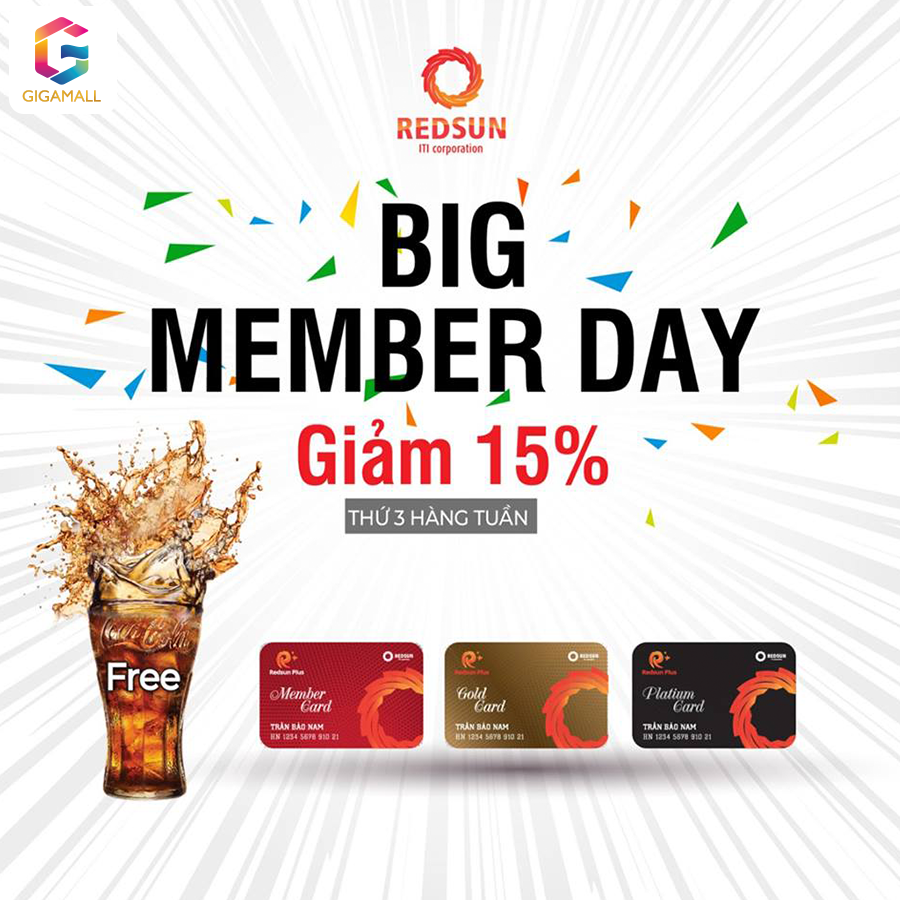 GIGAMALL
REDSUN
ITI corporation
BIG
MEMBER DAY
Giảm 15%
THỨ 3 HÀNG TUẦN
Coca-Cola
Free
Redsun Plus
REDSUN
Member
Card
TRẦN BẢO NAM
HN 1234 5678 910 21
Redsun Plus
REDSUN
Gold
Card
TRẦN BẢO NAM
HN 1234 5678 910 21
Redsun Plus
REDSUN
Platium
Card
TRẦN BẢO NAM
HN 1234 5678 910 21